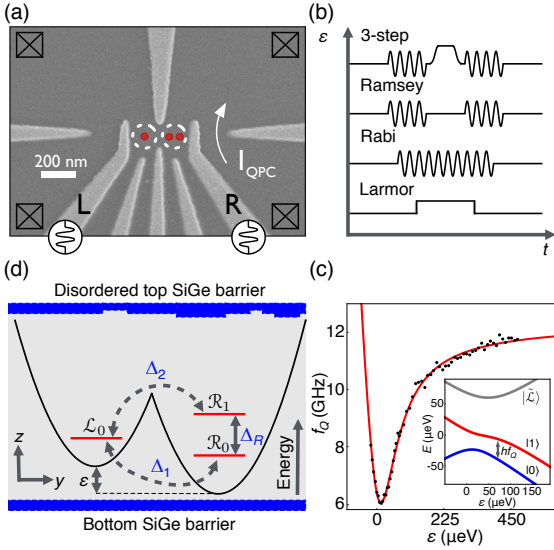 (a)
200 nm
L
R
I_QPC
(b)
ε
3-step
Ramsey
Rabi
Larmor
t
(d)
Disordered top SiGe barrier
Δ₂
ℛ₁
ℒ₀
ℛ₀
Δ_R
Δ₁
z
y
ε
Energy
Bottom SiGe barrier
(c)
12
10
8
6
f_Q (GHz)
0
225
450
ε (μeV)
50
0
-50
E (μeV)
|ℒ̃⟩
|1⟩
hf_Q
|0⟩
0
50
100
150
ε (μeV)